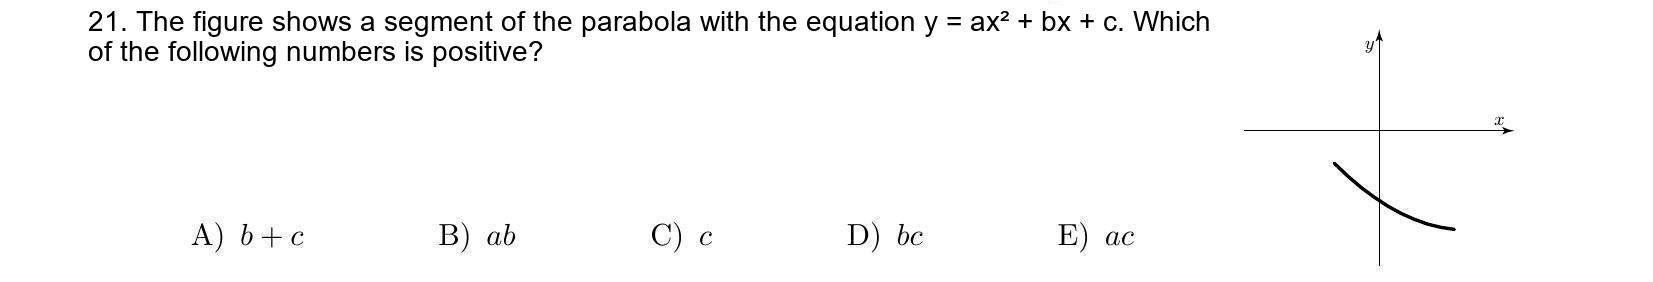 21. The figure shows a segment of the parabola with the equation y = ax² + bx + c. Which
of the following numbers is positive?
y
x
A) b + c B) ab C) c D) bc E) ac